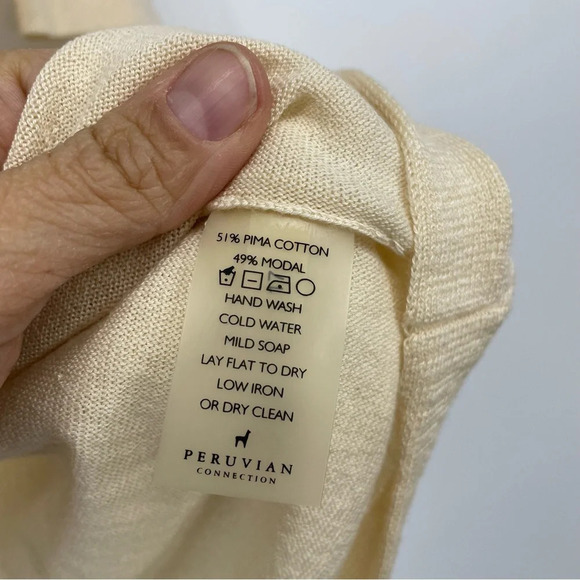 51% PIMA COTTON
49% MODAL
HAND WASH
COLD WATER
MILD SOAP
LAY FLAT TO DRY
LOW IRON
OR DRY CLEAN
PERUVIAN
CONNECTION